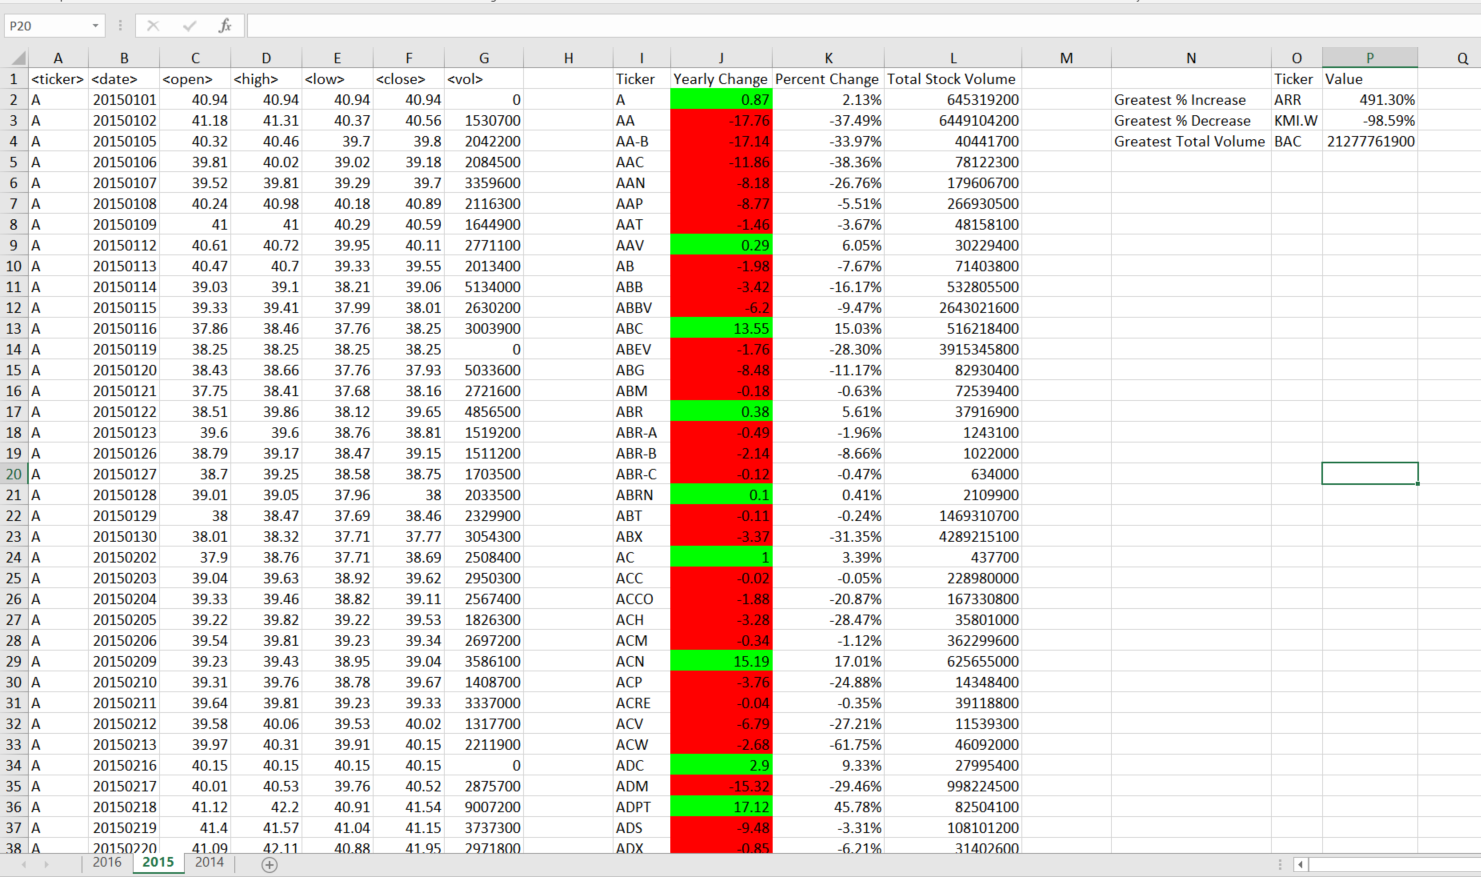 P20 fx
A B C D E F G H I J K L M N O P Q
1 <ticker> <date> <open> <high> <low> <close> <vol> Ticker Yearly Change Percent Change Total Stock Volume Ticker Value
2 A 20150101 40.94 40.94 40.94 40.94 0 A 0.87 2.13% 645319200 Greatest % Increase ARR 491.30%
3 A 20150102 41.18 41.31 40.37 40.56 1530700 AA -17.76 -37.49% 6449104200 Greatest % Decrease KMI.W -98.59%
4 A 20150105 40.32 40.46 39.7 39.8 2042200 AA-B -17.14 -33.97% 40441700 Greatest Total Volume BAC 21277761900
5 A 20150106 39.81 40.02 39.02 39.18 2084500 AAC -11.86 -38.36% 78122300
6 A 20150107 39.52 39.81 39.29 39.7 3359600 AAN -8.18 -26.76% 179606700
7 A 20150108 40.24 40.98 40.18 40.89 2116300 AAP -8.77 -5.51% 266930500
8 A 20150109 41 41 40.29 40.59 1644900 AAT -1.46 -3.67% 48158100
9 A 20150112 40.61 40.72 39.95 40.11 2771100 AAV 0.29 6.05% 30229400
10 A 20150113 40.47 40.7 39.33 39.55 2013400 AB -1.98 -7.67% 71403800
11 A 20150114 39.03 39.1 38.21 39.06 5134000 ABB -3.42 -16.17% 532805500
12 A 20150115 39.33 39.41 37.99 38.01 2630200 ABBV -6.2 -9.47% 2643021600
13 A 20150116 37.86 38.46 37.76 38.25 3003900 ABC 13.55 15.03% 516218400
14 A 20150119 38.25 38.25 38.25 38.25 0 ABEV -1.76 -28.30% 3915345800
15 A 20150120 38.43 38.66 37.76 37.93 5033600 ABG -8.48 -11.17% 82930400
16 A 20150121 37.75 38.41 37.68 38.16 2721600 ABM -0.18 -0.63% 72539400
17 A 20150122 38.51 39.86 38.12 39.65 4856500 ABR 0.38 5.61% 37916900
18 A 20150123 39.6 39.6 38.76 38.81 1519200 ABR-A -0.49 -1.96% 1243100
19 A 20150126 38.79 39.17 38.47 39.15 1511200 ABR-B -2.14 -8.66% 1022000
20 A 20150127 38.7 39.25 38.58 38.75 1703500 ABR-C -0.12 -0.47% 634000
21 A 20150128 39.01 39.05 37.96 38 2033500 ABRN 0.1 0.41% 2109900
22 A 20150129 38 38.47 37.69 38.46 2329900 ABT -0.11 -0.24% 1469310700
23 A 20150130 38.01 38.32 37.71 37.77 3054300 ABX -3.37 -31.35% 4289215100
24 A 20150202 37.9 38.76 37.71 38.69 2508400 AC 1 3.39% 437700
25 A 20150203 39.04 39.63 38.92 39.62 2950300 ACC -0.02 -0.05% 228980000
26 A 20150204 39.33 39.46 38.82 39.11 2567400 ACCO -1.88 -20.87% 167330800
27 A 20150205 39.22 39.82 39.22 39.53 1826300 ACH -3.28 -28.47% 35801000
28 A 20150206 39.54 39.81 39.23 39.34 2697200 ACM -0.34 -1.12% 362299600
29 A 20150209 39.23 39.43 38.95 39.04 3586100 ACN 15.19 17.01% 625655000
30 A 20150210 39.31 39.76 38.78 39.67 1408700 ACP -3.76 -24.88% 14348400
31 A 20150211 39.64 39.81 39.23 39.33 3337000 ACRE -0.04 -0.35% 39118800
32 A 20150212 39.58 40.06 39.53 40.02 1317700 ACV -6.79 -27.21% 11539300
33 A 20150213 39.97 40.31 39.91 40.15 2211900 ACW -2.68 -61.75% 46092000
34 A 20150216 40.15 40.15 40.15 40.15 0 ADC 2.9 9.33% 27995400
35 A 20150217 40.01 40.53 39.76 40.52 2875700 ADM -15.32 -29.46% 998224500
36 A 20150218 41.12 42.2 40.91 41.54 9007200 ADPT 17.12 45.78% 82504100
37 A 20150219 41.4 41.57 41.04 41.15 3737300 ADS -9.48 -3.31% 108101200
38 A 20150220 41.09 42.11 40.88 41.95 2971800 ADX -0.85 -6.21% 31402600
2016 2015 2014